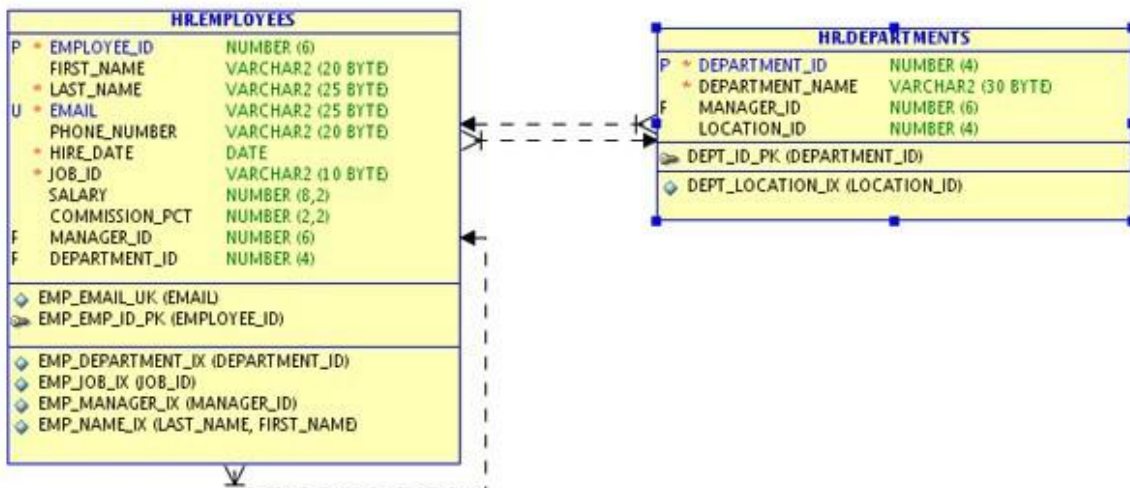 HR.EMPLOYEES
P * EMPLOYEE_ID NUMBER (6)
FIRST_NAME VARCHAR2 (20 BYTE)
* LAST_NAME VARCHAR2 (25 BYTE)
U * EMAIL VARCHAR2 (25 BYTE)
PHONE_NUMBER VARCHAR2 (20 BYTE)
* HIRE_DATE DATE
* JOB_ID VARCHAR2 (10 BYTE)
SALARY NUMBER (8,2)
COMMISSION_PCT NUMBER (2,2)
F MANAGER_ID NUMBER (6)
F DEPARTMENT_ID NUMBER (4)
EMP_EMAIL_UK (EMAIL)
EMP_EMP_ID_PK (EMPLOYEE_ID)
EMP_DEPARTMENT_IX (DEPARTMENT_ID)
EMP_JOB_IX (JOB_ID)
EMP_MANAGER_IX (MANAGER_ID)
EMP_NAME_IX (LAST_NAME, FIRST_NAME)
HR.DEPARTMENTS
P * DEPARTMENT_ID NUMBER (4)
* DEPARTMENT_NAME VARCHAR2 (30 BYTE)
F MANAGER_ID NUMBER (6)
LOCATION_ID NUMBER (4)
DEPT_ID_PK (DEPARTMENT_ID)
DEPT_LOCATION_IX (LOCATION_ID)